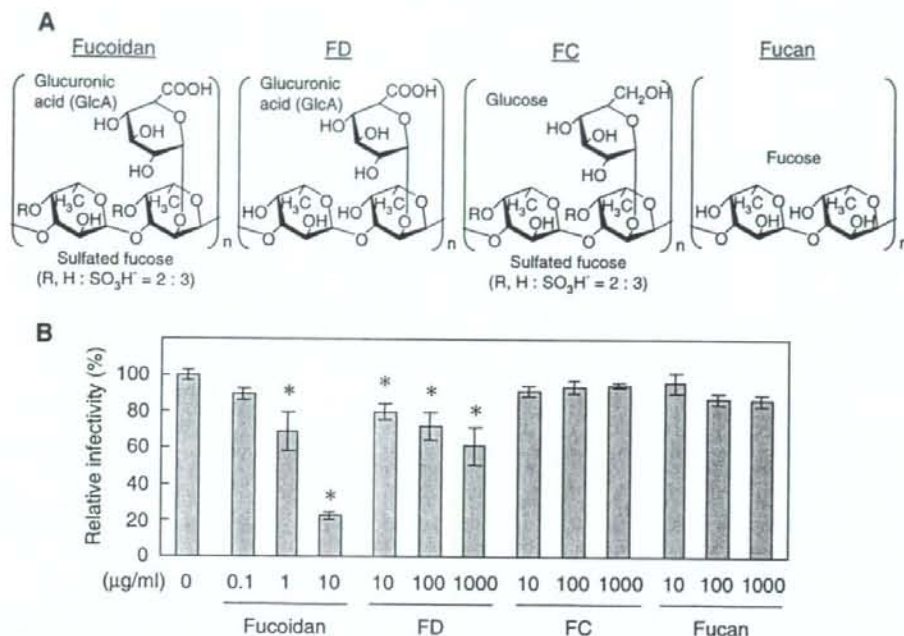 A
Fucoidan FD FC Fucan
Glucuronic acid (GlcA) COOH O HO OH HO
RO H₃C OH O RO H₃C O O n
Sulfated fucose
(R, H : SO₃H⁻ = 2 : 3)
Glucuronic acid (GlcA) COOH O HO OH HO
HO H₃C OH O HO H₃C O O n
Glucose CH₂OH O HO OH HO
RO H₃C OH O RO H₃C O O n
Sulfated fucose
(R, H : SO₃H⁻ = 2 : 3)
Fucose
HO H₃C OH O HO H₃C OH O n
B
Relative infectivity (%)
100
80
60
40
20
0
* * * * *
(μg/ml) 0 0.1 1 10 10 100 1000 10 100 1000 10 100 1000
Fucoidan FD FC Fucan